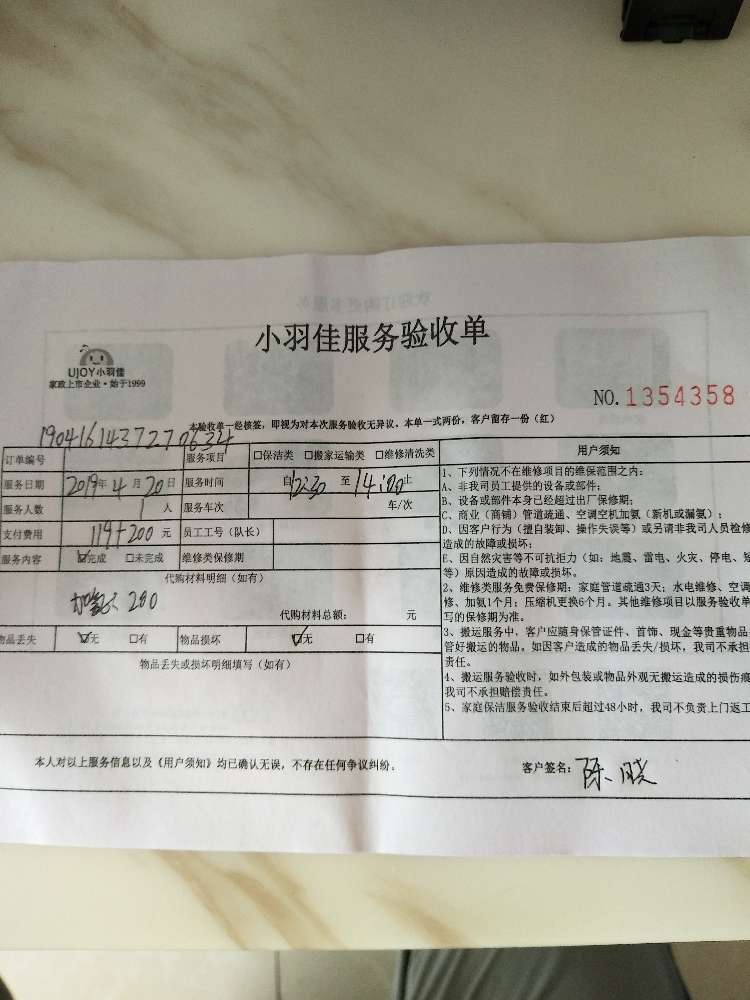 小羽佳服务验收单
UJOY小羽佳
家政上市企业·始于1999
NO.1354358
本验收单一经核签，即视为对本次服务验收无异议。本单一式两份，客户留存一份（红）
订单编号
服务项目 □保洁类 □搬家运输类 □维修清洗类
服务日期 2019年4月20日 服务时间 自12:30 至 14:00止
服务人数 1 人 服务车次 车/次
支付费用 119+200 元 员工工号（队长）
服务内容 ☑完成 □未完成 维修类保修期
代购材料明细（如有）
200
代购材料总额： 元
物品丢失 ☑无 □有 物品损坏 ☑无 □有
物品丢失或损坏明细填写（如有）
用户须知
1、下列情况不在维修项目的维保范围之内：
A、非我司员工提供的设备或部件；
B、设备或部件本身已经超过出厂保修期；
C、商业（商铺）管道疏通、空调空机加氨（新机或漏氨）；
D、因客户行为（擅自装卸、操作失误等）或另请非我司人员检修
造成的故障或损坏；
E、因自然灾害等不可抗拒力（如：地震、雷电、火灾、停电、短
等）原因造成的故障或损坏。
2、维修类服务免费保修期：家庭管道疏通3天；水电维修、空调
修、加氨1个月；压缩机更换6个月。其他维修项目以服务验收单
写的保修期为准。
3、搬运服务中，客户应随身保管证件、首饰、现金等贵重物品
管好搬运的物品，如因客户造成的物品丢失/损坏，我司不承担
责任。
4、搬运服务验收时，如外包装或物品外观无搬运造成的损伤痕
我司不承担赔偿责任。
5、家庭保洁服务验收结束后超过48小时，我司不负责上门返工
本人对以上服务信息以及《用户须知》均已确认无误，不存在任何争议纠纷。
客户签名：陈晓